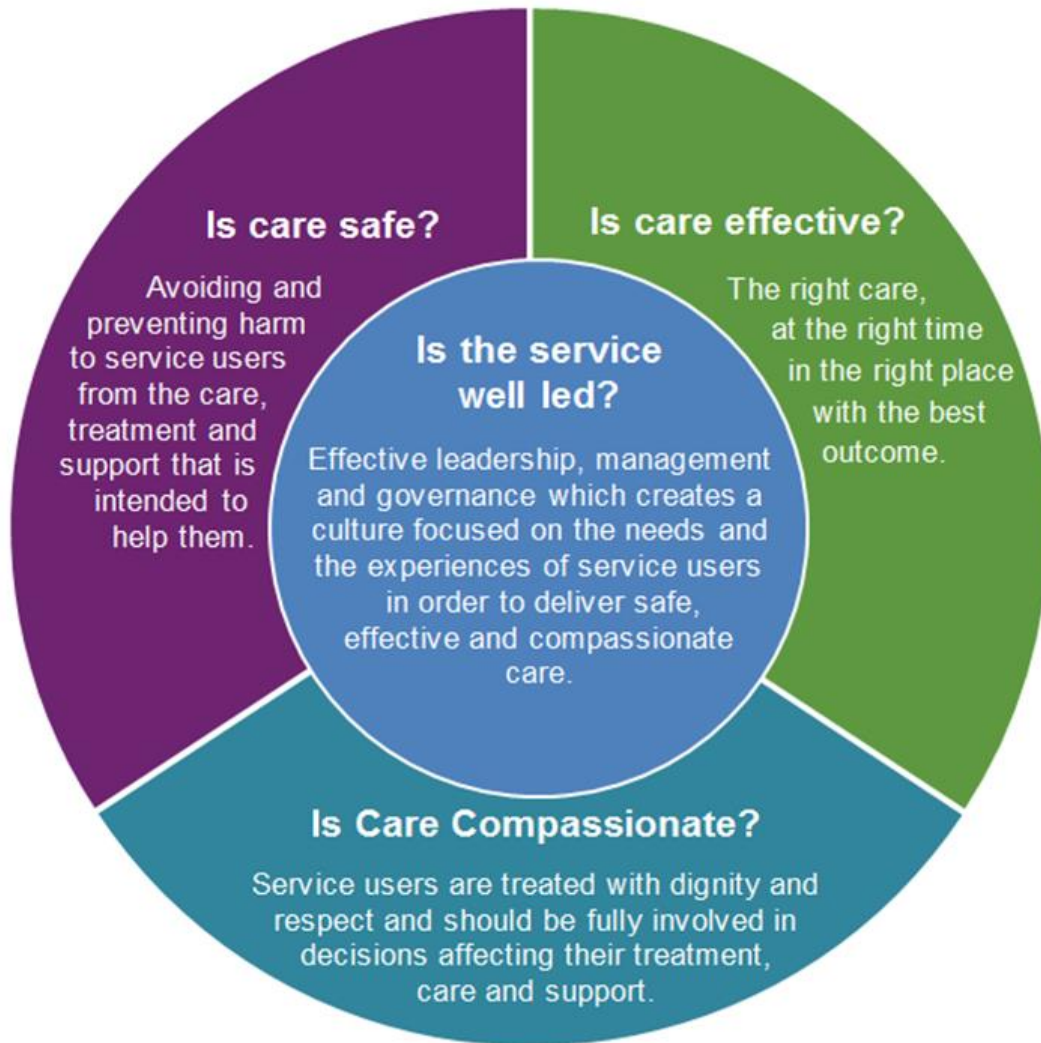 Is care safe?
Avoiding and
preventing harm
to service users
from the care,
treatment and
support that is
intended to
help them.
Is care effective?
The right care,
at the right time
in the right place
with the best
outcome.
Is the service
well led?
Effective leadership, management
and governance which creates a
culture focused on the needs and
the experiences of service users
in order to deliver safe,
effective and compassionate
care.
Is Care Compassionate?
Service users are treated with dignity and
respect and should be fully involved in
decisions affecting their treatment,
care and support.